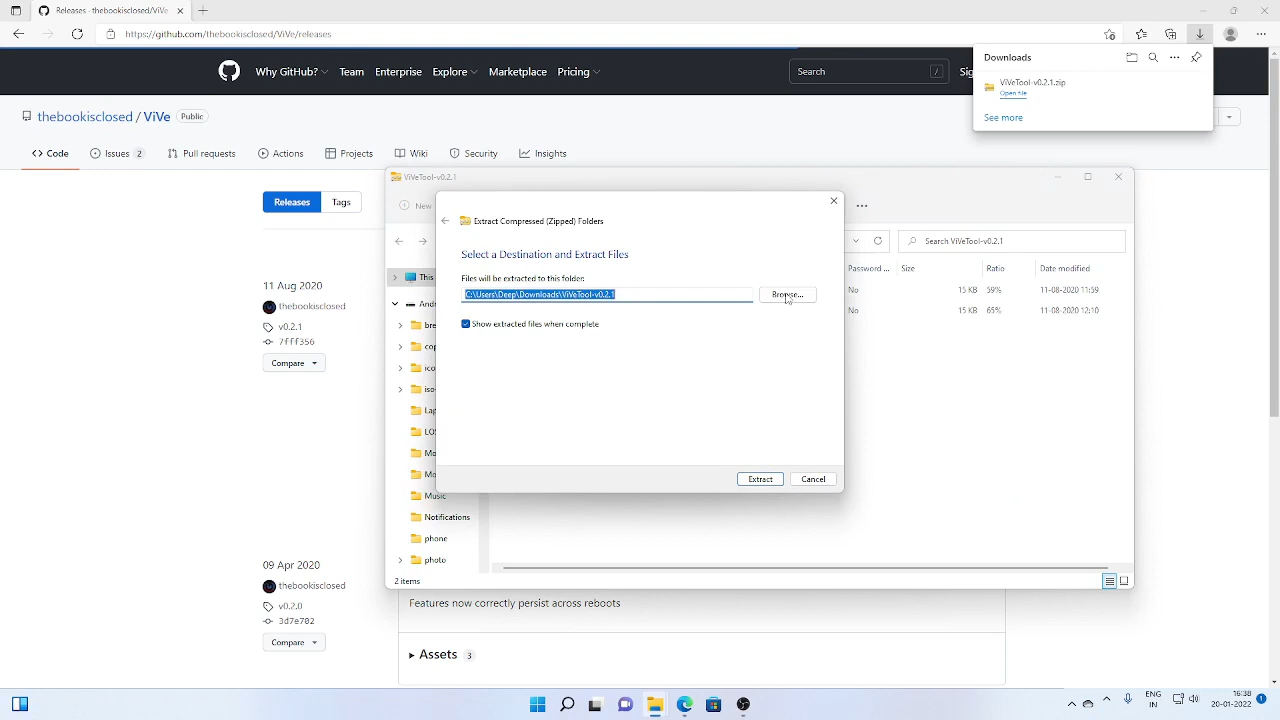 Releases · thebookisclosed/ViVe
https://github.com/thebookisclosed/ViVe/releases
Why GitHub?
Team
Enterprise
Explore
Marketplace
Pricing
Search
/
Downloads
ViVeTool-v0.2.1.zip
Open file
See more
thebookisclosed / ViVe
Public
Code
Issues 2
Pull requests
Actions
Projects
Wiki
Security
Insights
Releases
Tags
11 Aug 2020
thebookisclosed
v0.2.1
7fff356
Compare
09 Apr 2020
thebookisclosed
v0.2.0
3d7e702
Compare
ViVeTool-v0.2.1
New
Search ViVeTool-v0.2.1
This
Password ...
Size
Ratio
Date modified
No
15 KB
59%
11-08-2020 11:59
No
15 KB
65%
11-08-2020 12:10
Music
Notifications
phone
photo
2 items
Extract Compressed (Zipped) Folders
Select a Destination and Extract Files
Files will be extracted to this folder:
C:\Users\Deep\Downloads\ViVeTool-v0.2.1
Browse...
Show extracted files when complete
Extract
Cancel
Features now correctly persist across reboots
Assets 3
ENG
IN
16:38
20-01-2022
1